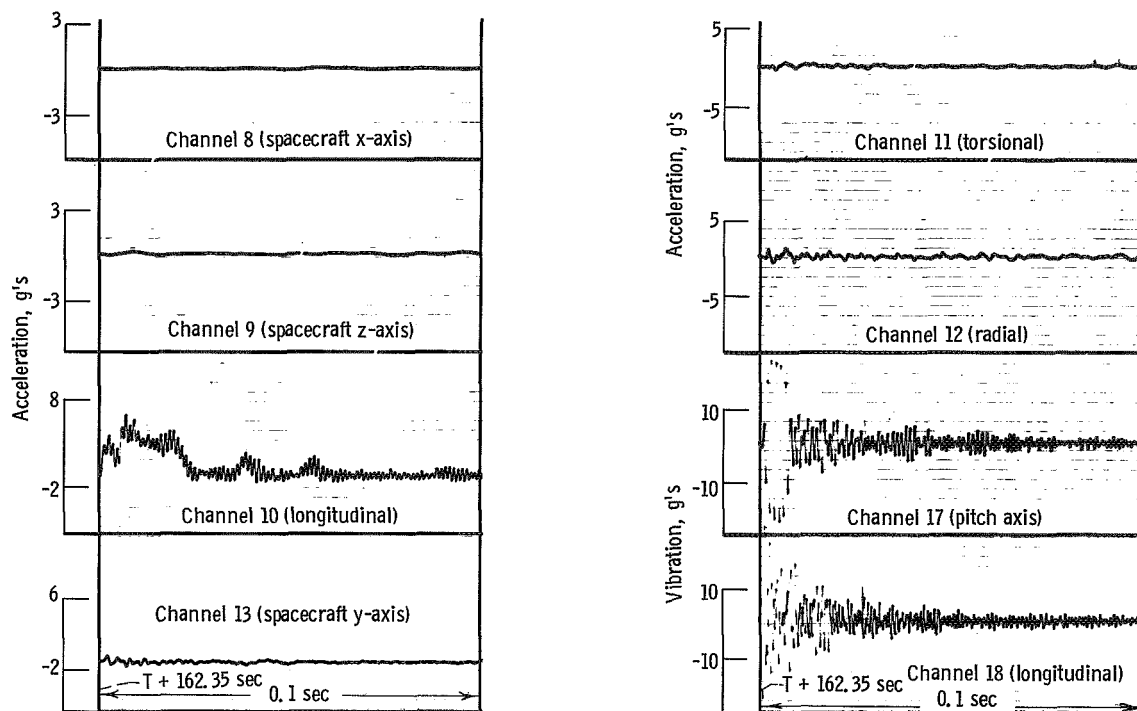 Acceleration, g's
3
-3
Channel 8 (spacecraft x-axis)
3
-3
Channel 9 (spacecraft z-axis)
8
-2
Channel 10 (longitudinal)
6
-2
Channel 13 (spacecraft y-axis)
T + 162.35 sec
0.1 sec
Acceleration, g's
5
-5
Channel 11 (torsional)
5
-5
Channel 12 (radial)
Vibration, g's
10
-10
Channel 17 (pitch axis)
10
-10
Channel 18 (longitudinal)
T + 162.35 sec
0.1 sec